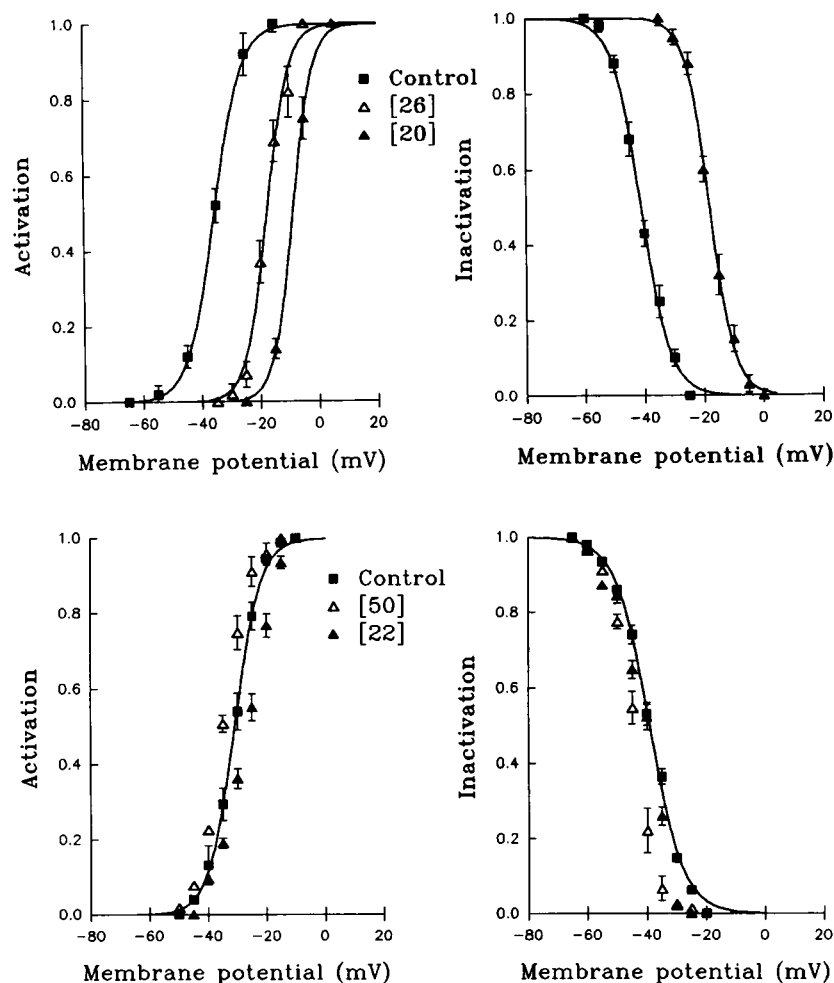 Activation
1.0
0.8
0.6
0.4
0.2
0.0
−80 −60 −40 −20 0 20
Membrane potential (mV)
Control
[26]
[20]
Inactivation
1.0
0.8
0.6
0.4
0.2
0.0
−80 −60 −40 −20 0 20
Membrane potential (mV)
Activation
1.0
0.8
0.6
0.4
0.2
0.0
−80 −60 −40 −20 0 20
Membrane potential (mV)
Control
[50]
[22]
Inactivation
1.0
0.8
0.6
0.4
0.2
0.0
−80 −60 −40 −20 0 20
Membrane potential (mV)